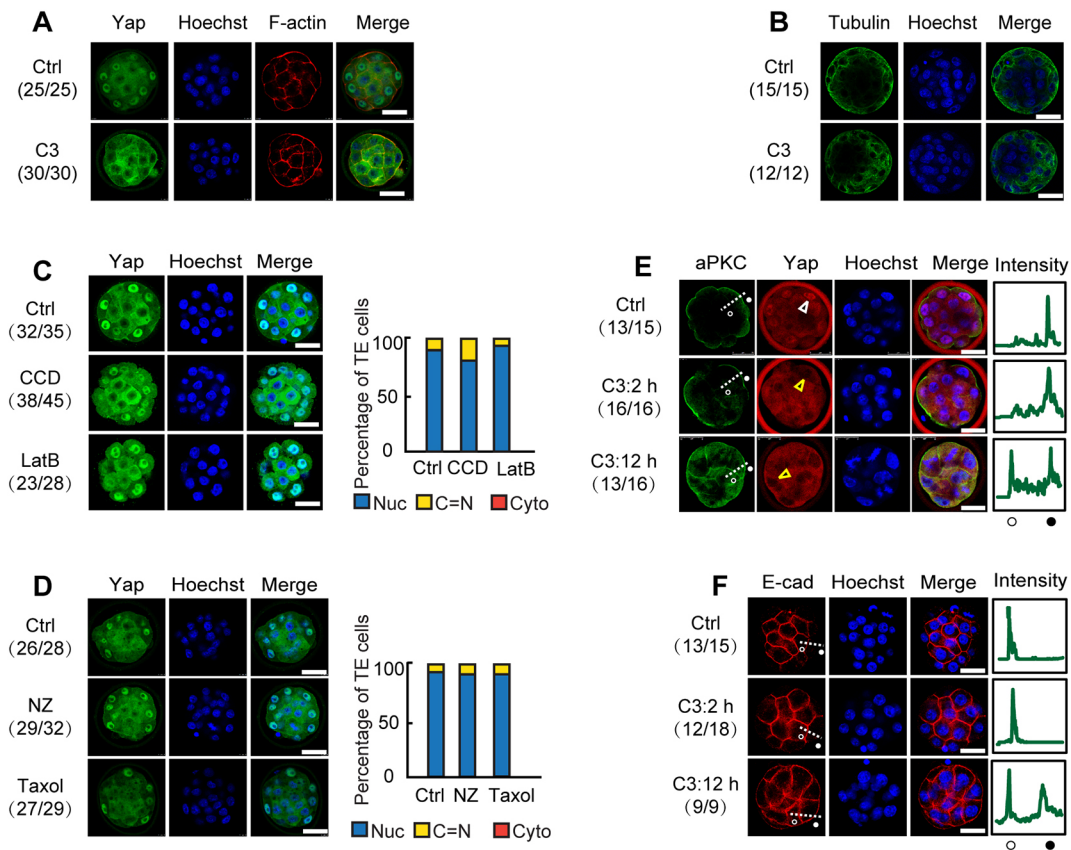 A
Yap Hoechst F-actin Merge
Ctrl
(25/25)
C3
(30/30)
B
Tubulin Hoechst Merge
Ctrl
(15/15)
C3
(12/12)
C
Yap Hoechst Merge
Ctrl
(32/35)
CCD
(38/45)
LatB
(23/28)
Percentage of TE cells
100
50
0
Ctrl CCD LatB
Nuc C=N Cyto
E
aPKC Yap Hoechst Merge Intensity
Ctrl
(13/15)
C3:2 h
(16/16)
C3:12 h
(13/16)
D
Yap Hoechst Merge
Ctrl
(26/28)
NZ
(29/32)
Taxol
(27/29)
Percentage of TE cells
100
50
0
Ctrl NZ Taxol
Nuc C=N Cyto
F
E-cad Hoechst Merge Intensity
Ctrl
(13/15)
C3:2 h
(12/18)
C3:12 h
(9/9)